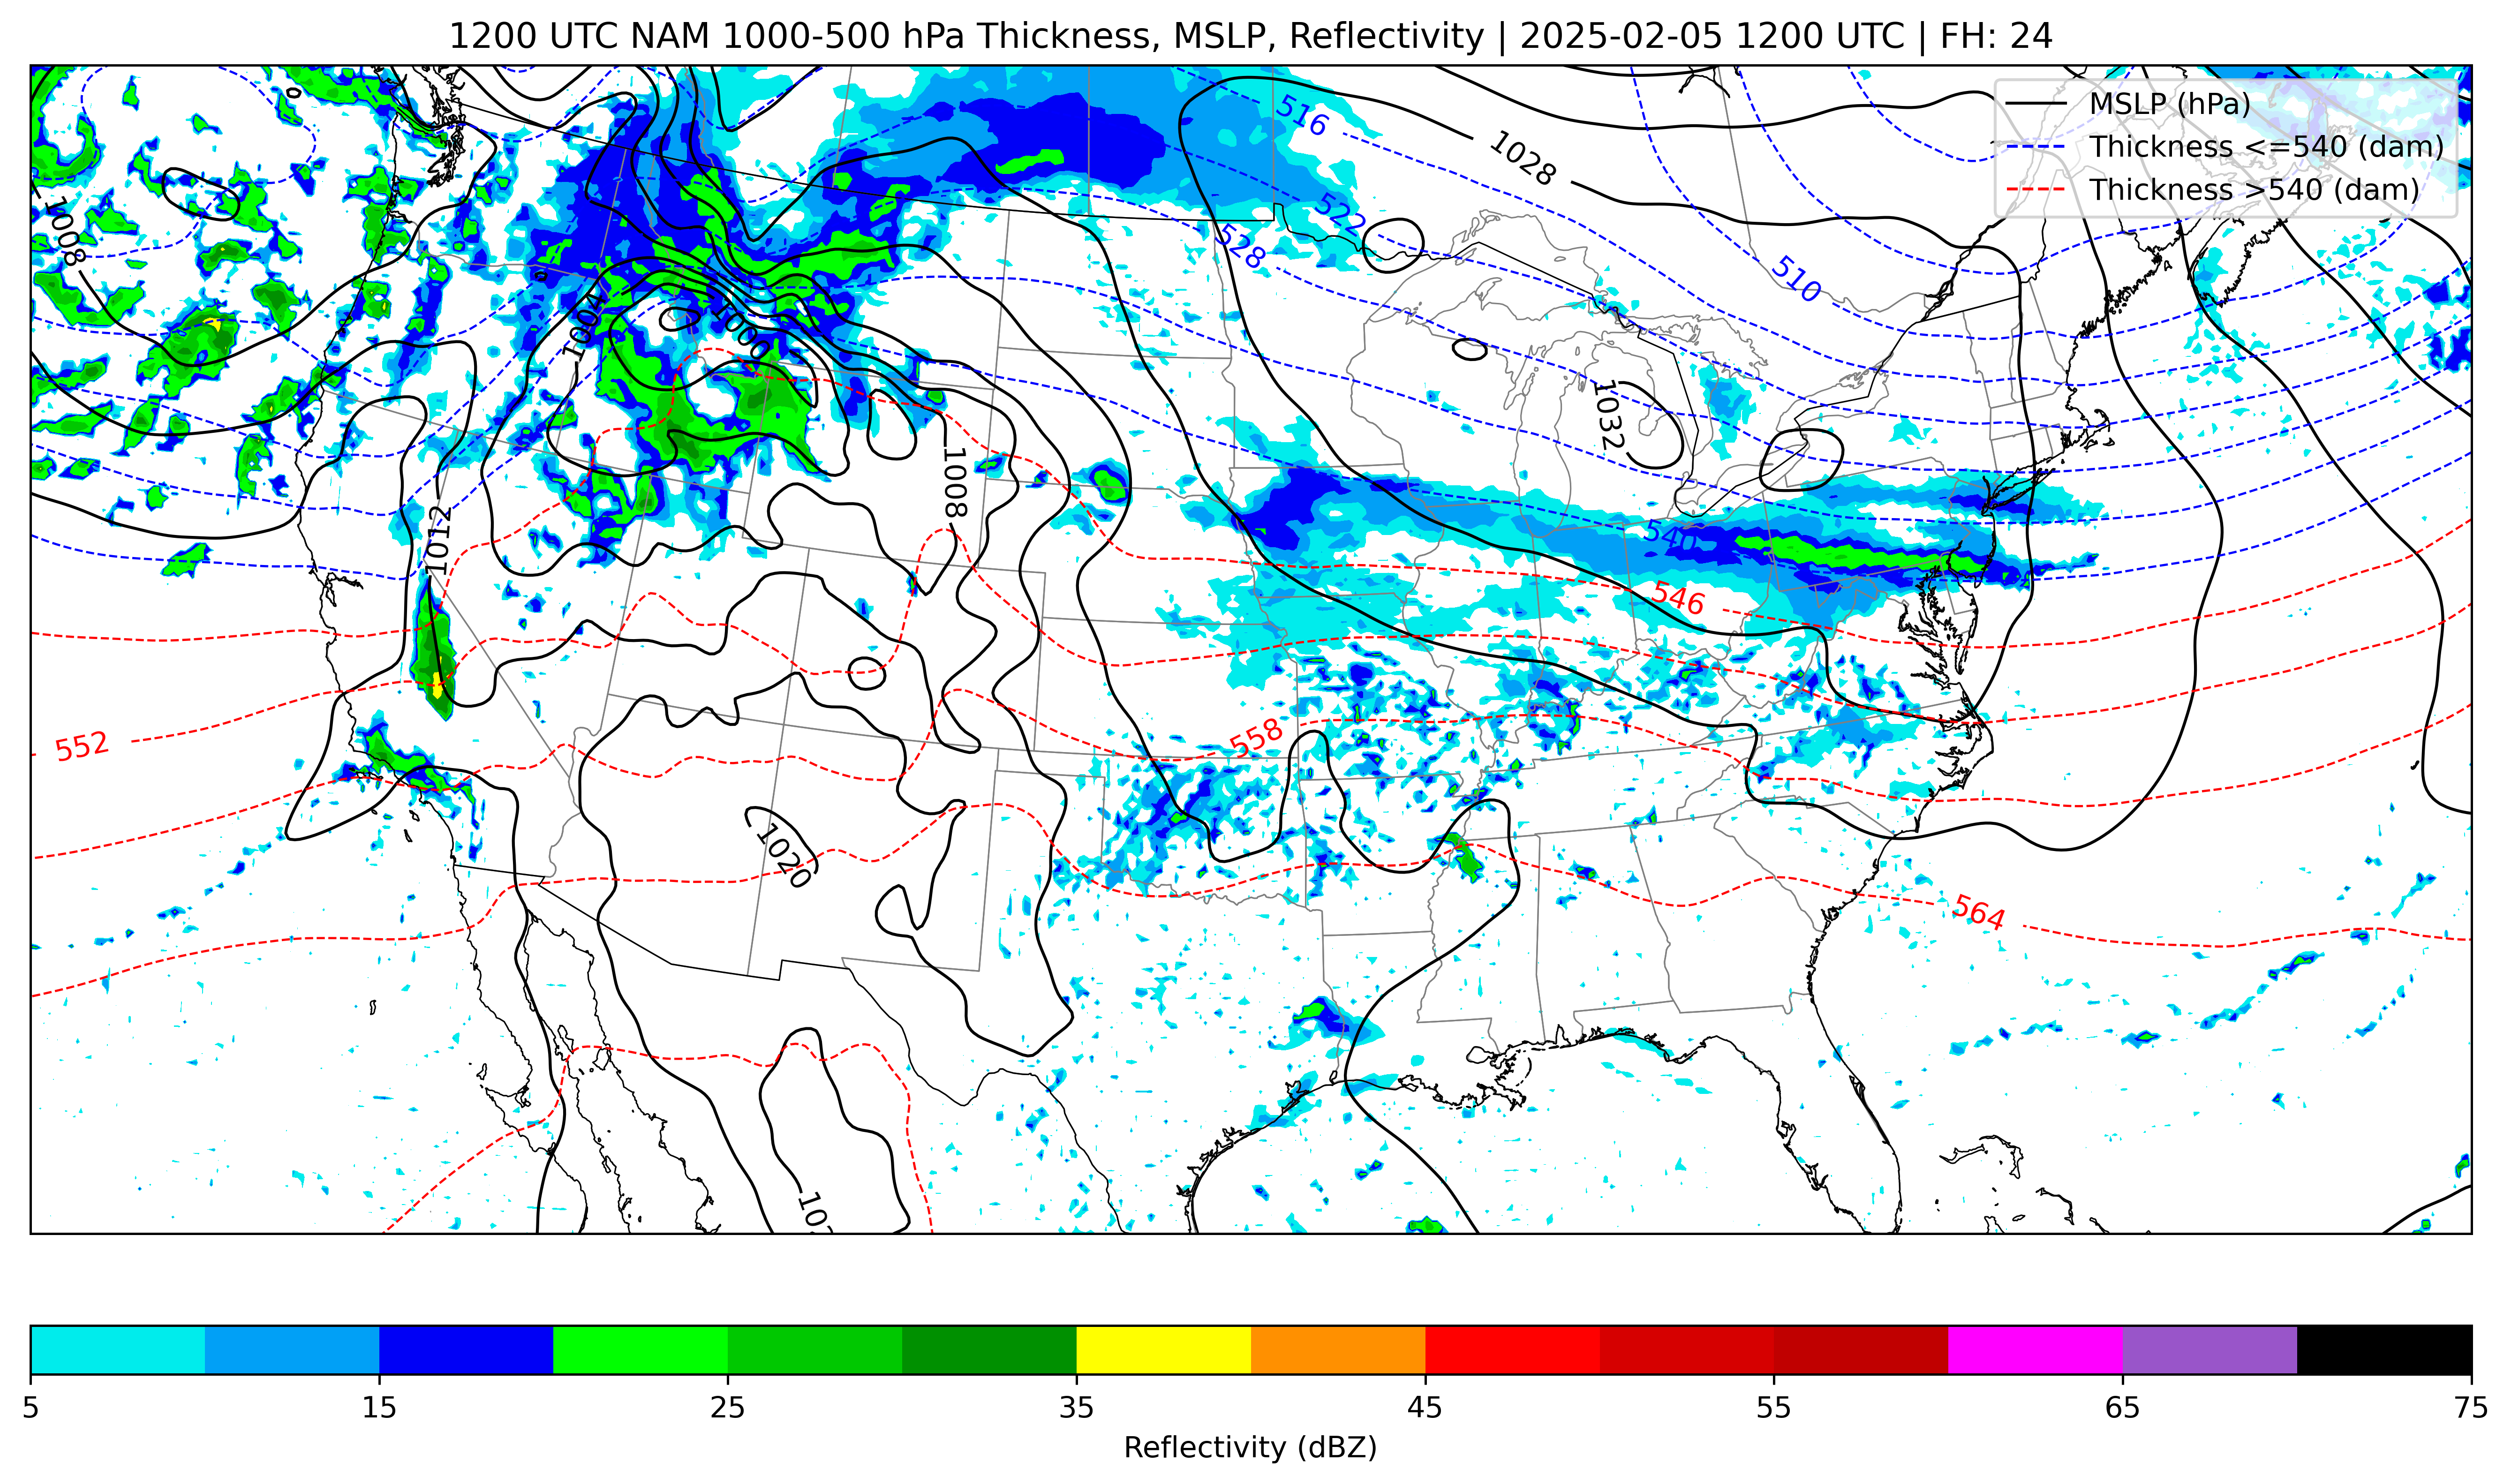 1200 UTC NAM 1000-500 hPa Thickness, MSLP, Reflectivity | 2025-02-05 1200 UTC | FH: 24
MSLP (hPa)
Thickness <=540 (dam)
Thickness >540 (dam)
516
1028
522
528
1008
510
1004
1000
1032
1008
1012
540
546
552
558
1020
564
5 15 25 35 45 55 65 75
Reflectivity (dBZ)